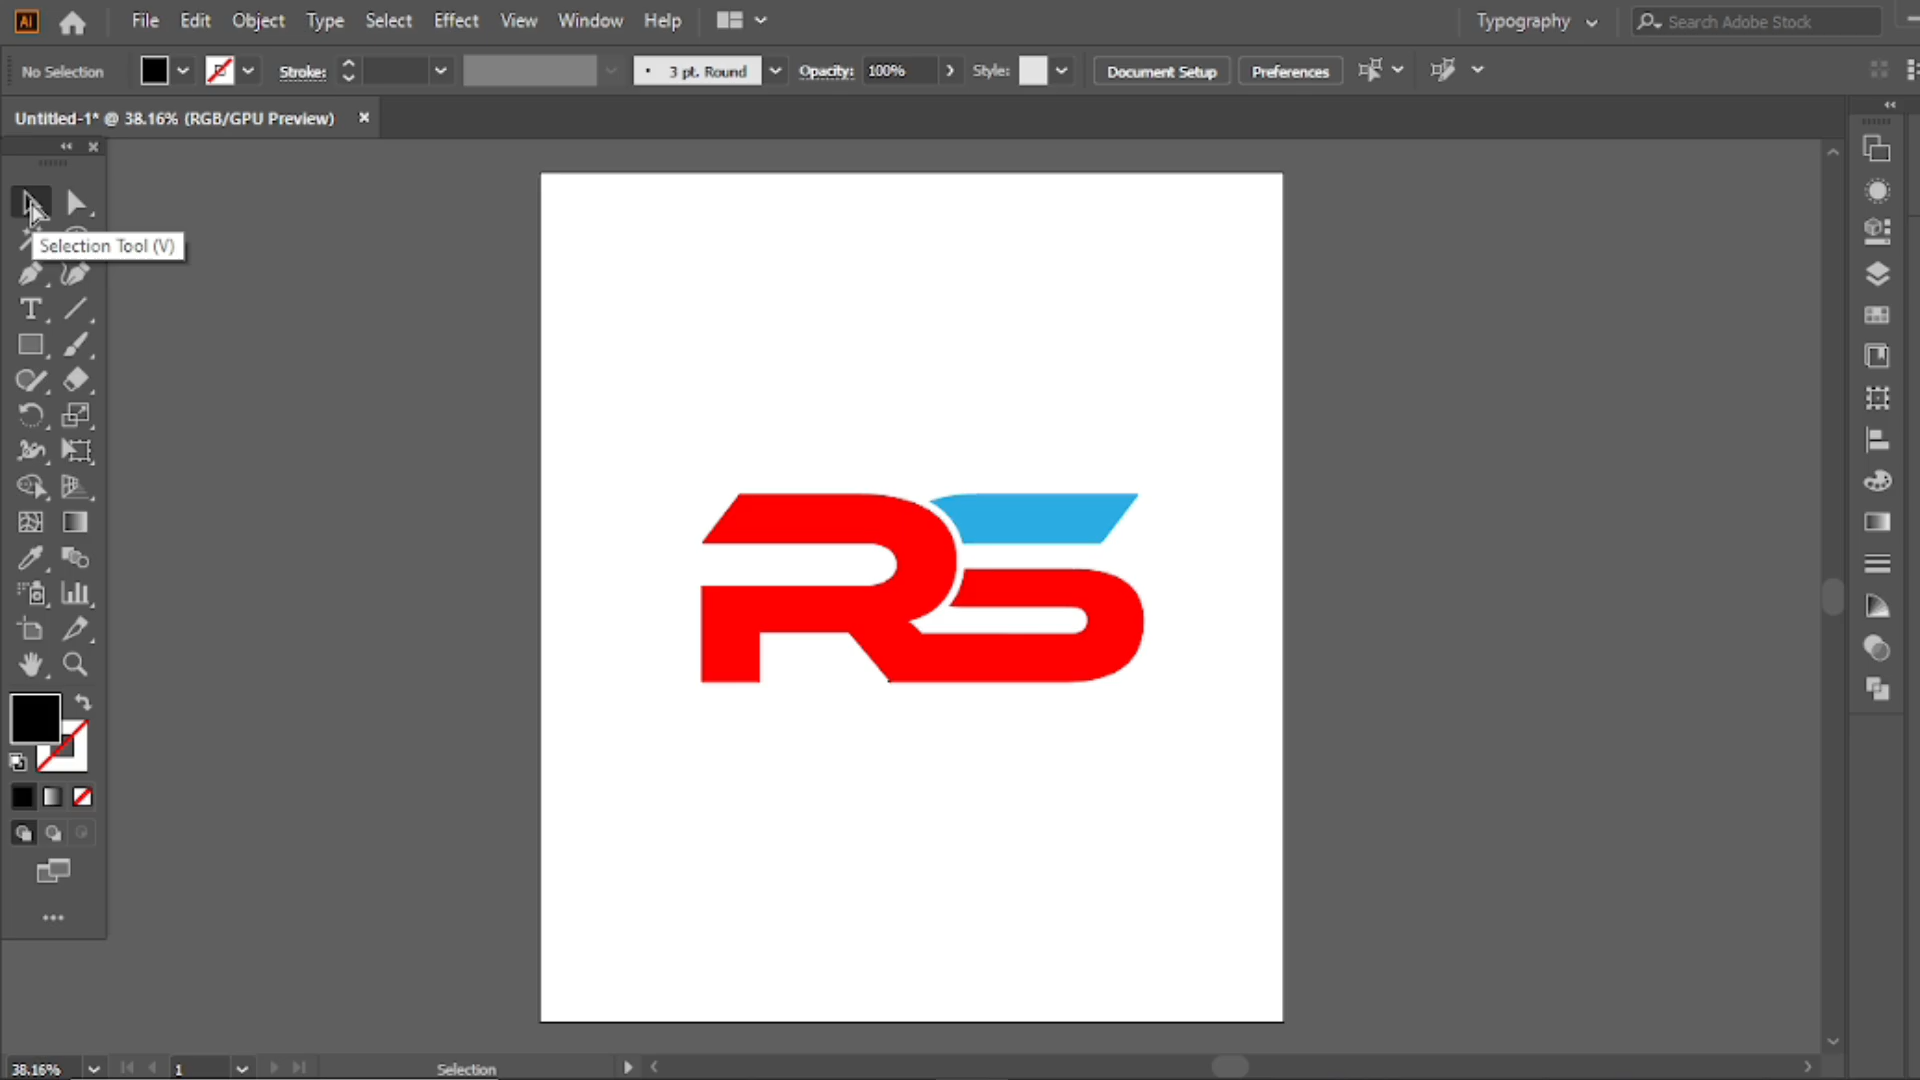 Ai File Edit Object Type Select Effect View Window Help Typography Search Adobe Stock
No Selection Stroke: 3 pt. Round Opacity: 100% Style: Document Setup Preferences
Untitled-1* @ 38.16% (RGB/GPU Preview)
Selection Tool (V)
RS
38.16% 1 Selection